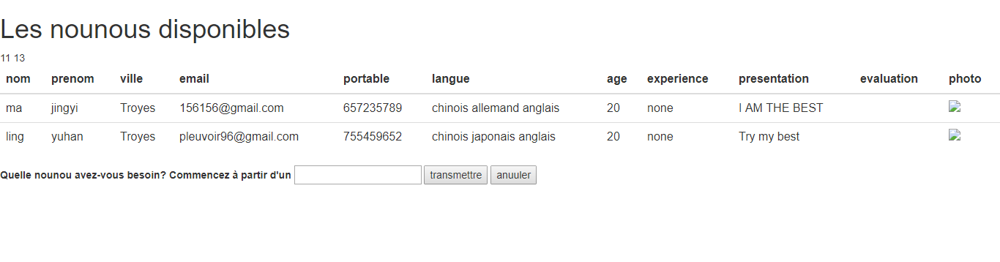 Les nounous disponibles
11 13
nom prenom ville email portable langue age experience presentation evaluation photo
ma jingyi Troyes 156156@gmail.com 657235789 chinois allemand anglais 20 none I AM THE BEST
ling yuhan Troyes pleuvoir96@gmail.com 755459652 chinois japonais anglais 20 none Try my best
Quelle nounou avez-vous besoin? Commencez à partir d'un transmettre anuuler